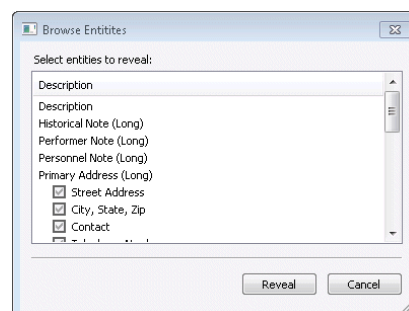 Browse Entitites
Select entities to reveal:
Description
Description
Historical Note (Long)
Performer Note (Long)
Personnel Note (Long)
Primary Address (Long)
Street Address
City, State, Zip
Contact
Reveal Cancel